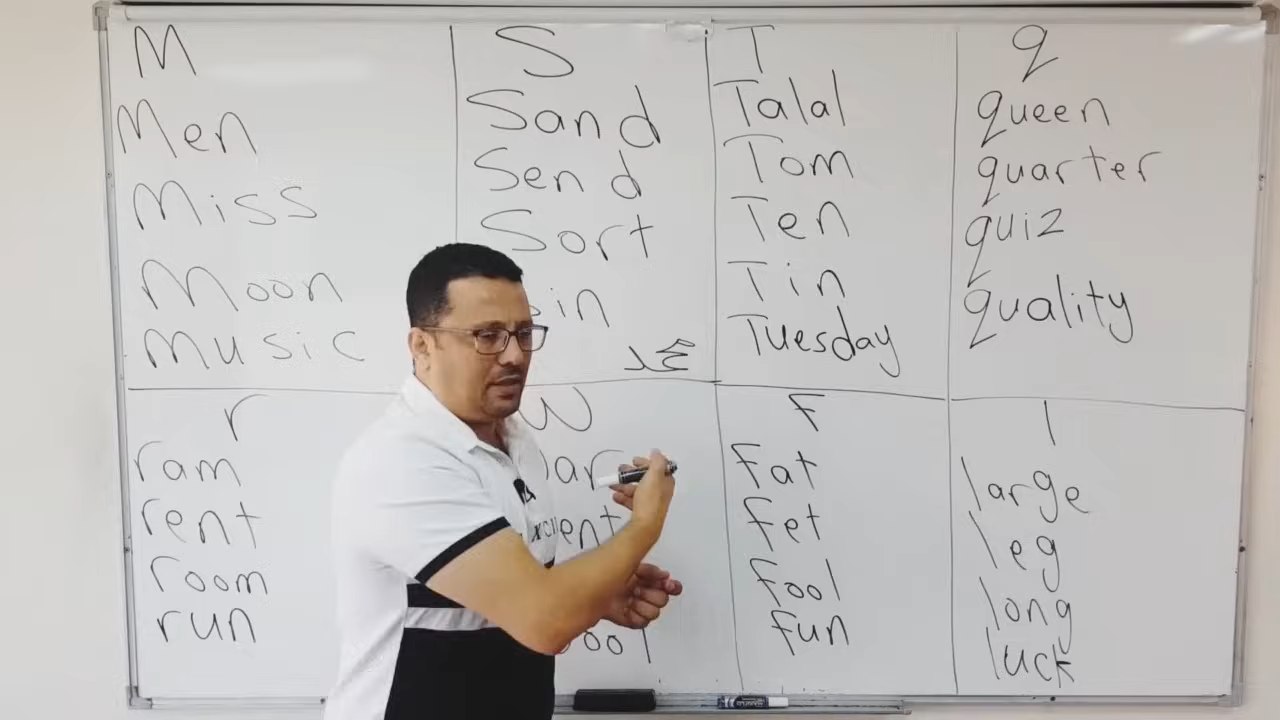 M
Men
Miss
Moon
Music
S
Sand
Send
Sort
T
Talal
Tom
Ten
Tin
Tuesday
q
queen
quarter
quiz
quality
r
ram
rent
room
run
W
F
Fat
Fet
Fool
Fun
l
large
leg
long
luck